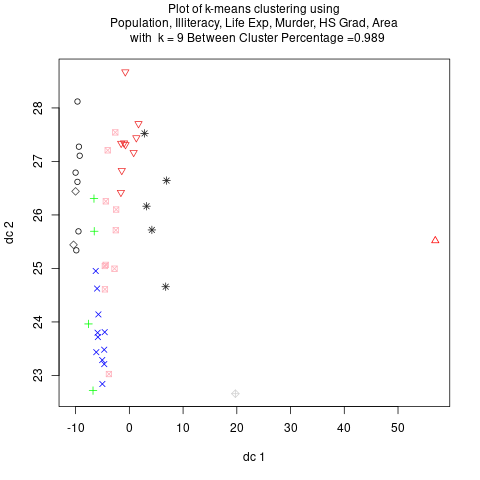 Plot of k-means clustering using
Population, Illiteracy, Life Exp, Murder, HS Grad, Area
with k = 9 Between Cluster Percentage =0.989
28
27
26
25
24
23
dc 2
-10 0 10 20 30 40 50
dc 1